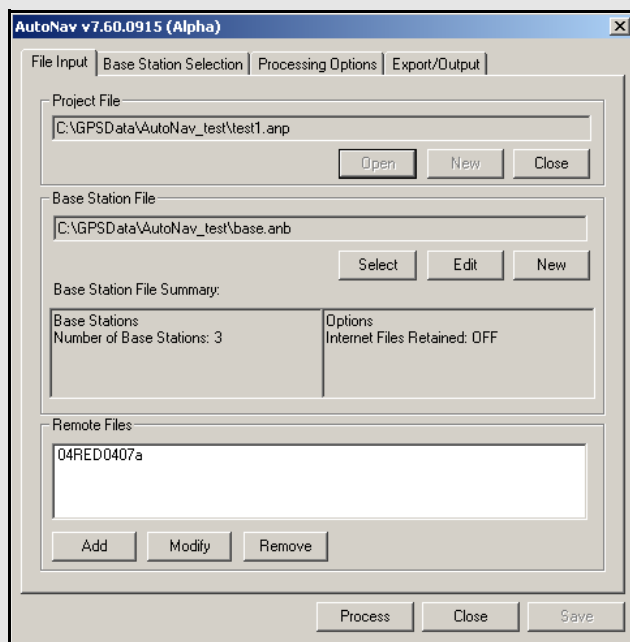 AutoNav v7.60.0915 (Alpha)
File Input Base Station Selection Processing Options Export/Output
Project File
C:\GPSData\AutoNav_test\test1.anp
Open New Close
Base Station File
C:\GPSData\AutoNav_test\base.anb
Select Edit New
Base Station File Summary:
Base Stations
Number of Base Stations: 3
Options
Internet Files Retained: OFF
Remote Files
04RED0407a
Add Modify Remove
Process Close Save